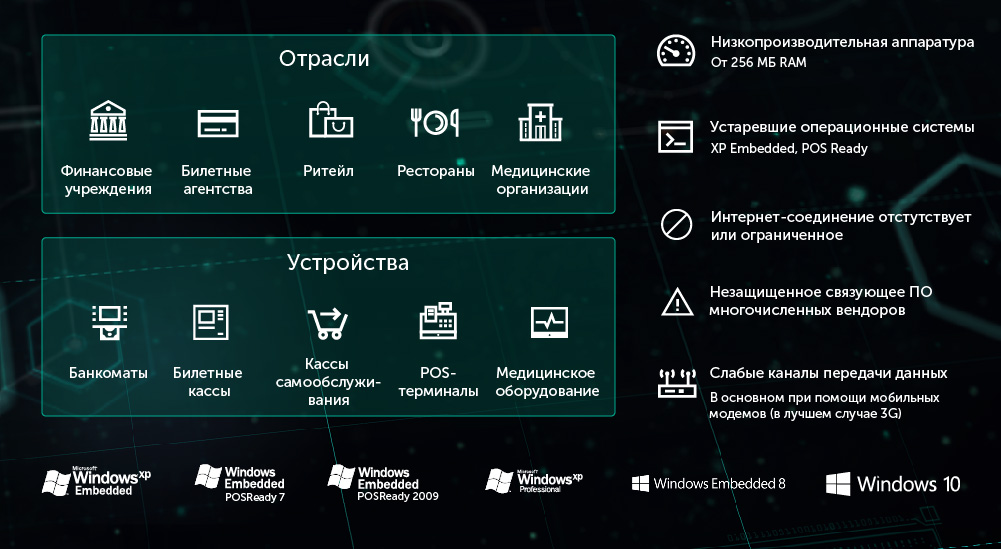 Отрасли
Финансовые
учреждения
Билетные
агентства
Ритейл
Рестораны
Медицинские
организации
Устройства
Банкоматы
Билетные
кассы
Кассы
самообслужи-
вания
POS-
терминалы
Медицинское
оборудование
Низкопроизводительная аппаратура
От 256 МБ RAM
Устаревшие операционные системы
XP Embedded, POS Ready
Интернет-соединение отстутствует
или ограниченное
Незащищенное связующее ПО
многочисленных вендоров
Слабые каналы передачи данных
В основном при помощи мобильных
модемов (в лучшем случае 3G)
Microsoft
Windows xp
Embedded
Windows
Embedded
POSReady 7
Windows
Embedded
POSReady 2009
Microsoft
Windows xp
Professional
Windows Embedded 8
Windows 10